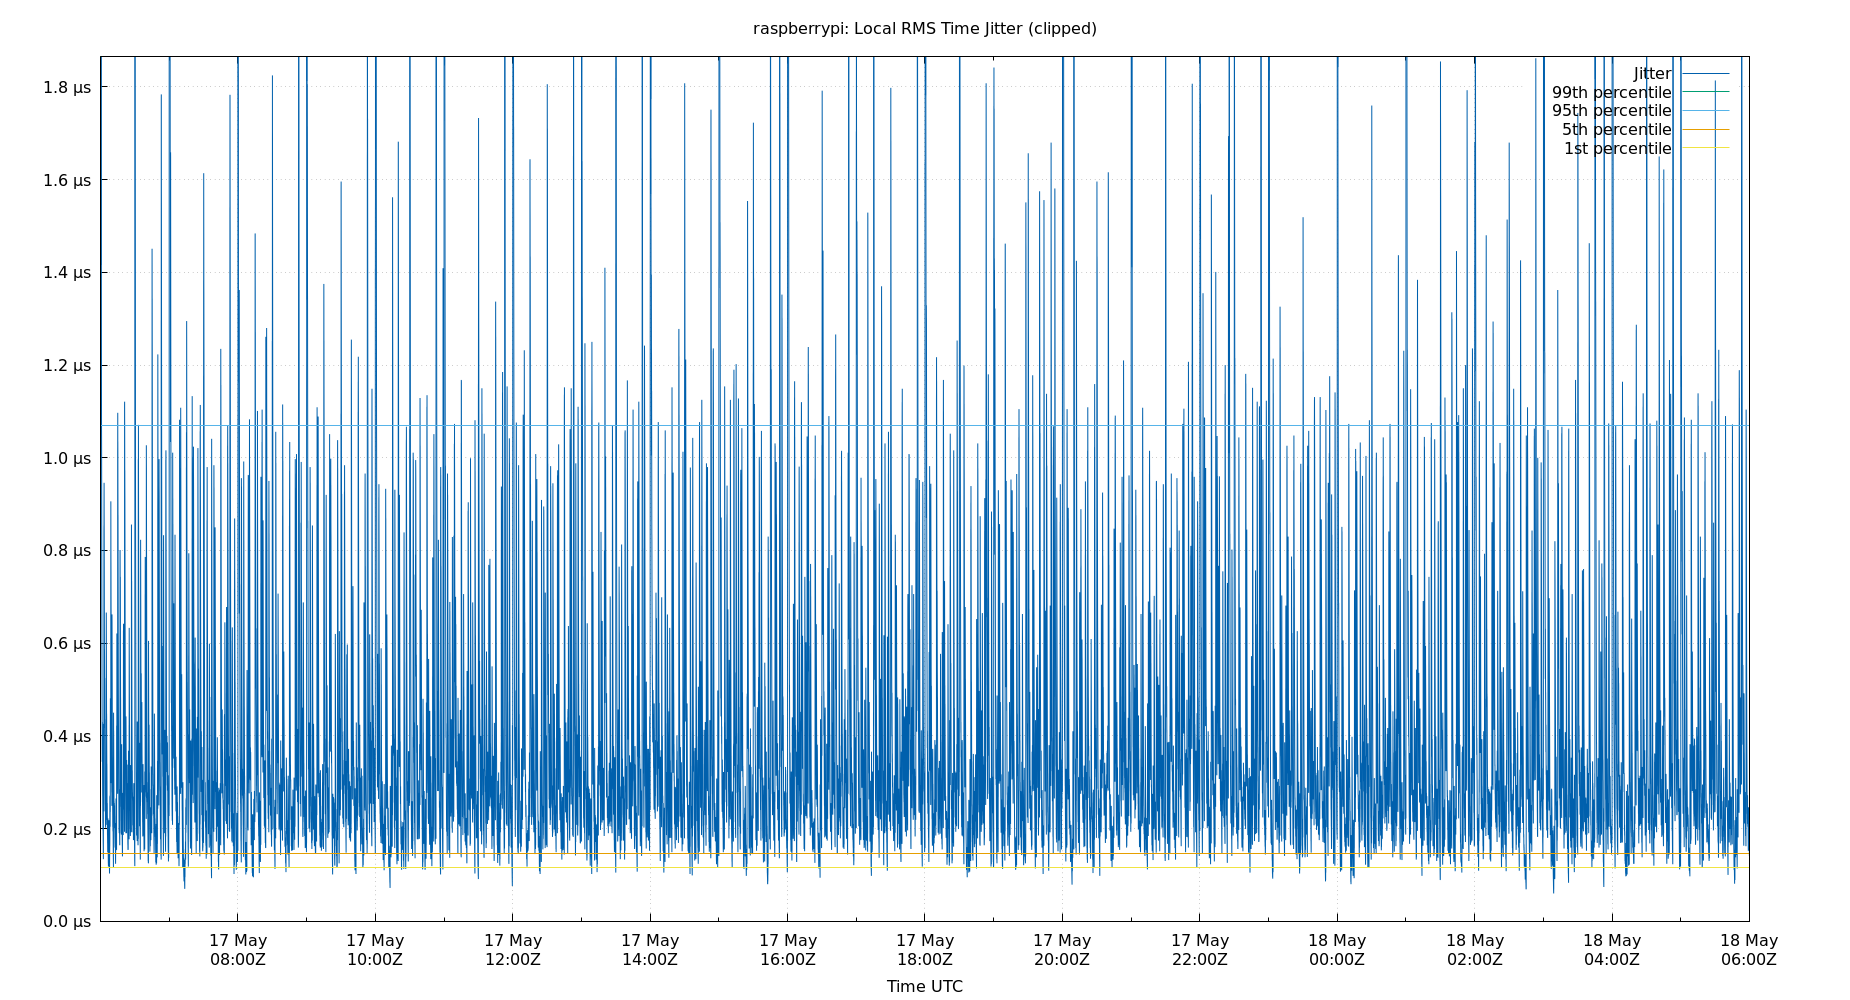 raspberrypi: Local RMS Time Jitter (clipped)
1.8 µs
1.6 µs
1.4 µs
1.2 µs
1.0 µs
0.8 µs
0.6 µs
0.4 µs
0.2 µs
0.0 µs
Jitter
99th percentile
95th percentile
5th percentile
1st percentile
17 May 17 May 17 May 17 May 17 May 17 May 17 May 17 May 18 May 18 May 18 May 18 May
08:00Z 10:00Z 12:00Z 14:00Z 16:00Z 18:00Z 20:00Z 22:00Z 00:00Z 02:00Z 04:00Z 06:00Z
Time UTC